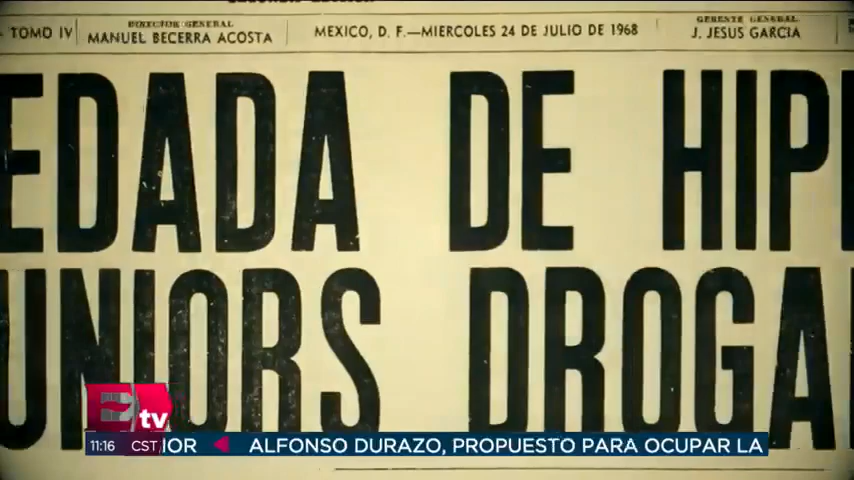 TOMO IV
DIRECTOR GENERAL
MANUEL BECERRA ACOSTA
MEXICO, D. F.—MIERCOLES 24 DE JULIO DE 1968
GERENTE GENERAL
J. JESUS GARCIA
EDADA DE HIP
UNIORS DROGA
E tv
11:16 CST
IOR ◀ ALFONSO DURAZO, PROPUESTO PARA OCUPAR LA